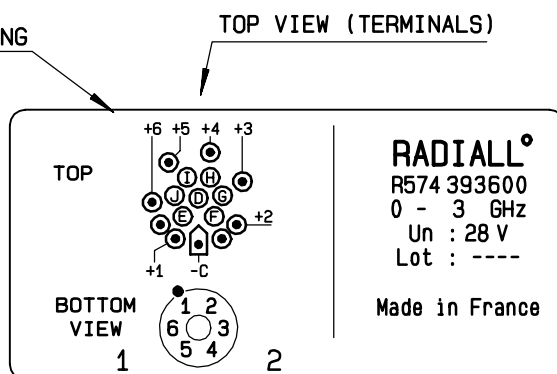 NG
TOP VIEW (TERMINALS)
+6 +5 +4 +3
TOP
I H
J D G
E F
+2
+1 -C
BOTTOM
VIEW
1 2
6 3
5 4
1 2
RADIALL°
R574 393600
0 - 3 GHz
Un : 28 V
Lot : ----
Made in France